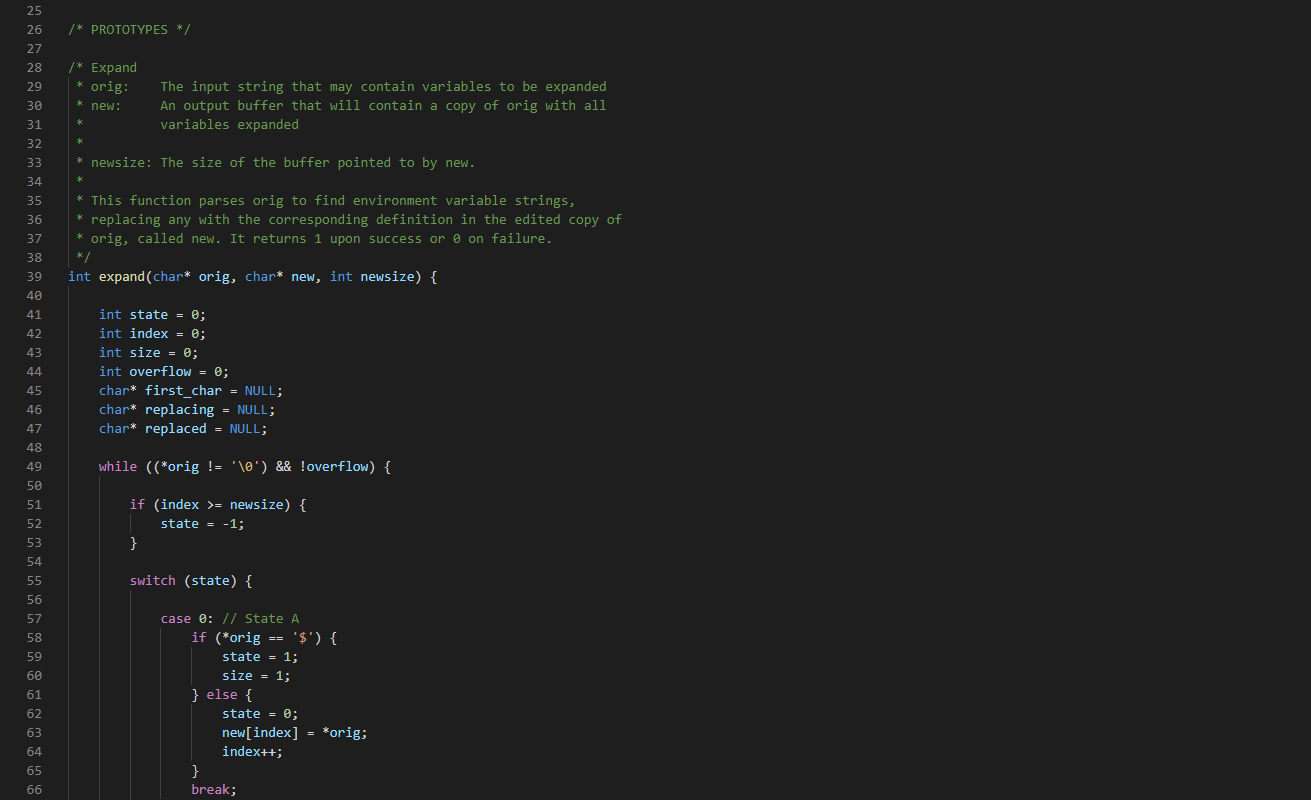 25
26 /* PROTOTYPES */
27
28 /* Expand
29  * orig:    The input string that may contain variables to be expanded
30  * new:     An output buffer that will contain a copy of orig with all
31  *          variables expanded
32  *
33  * newsize: The size of the buffer pointed to by new.
34  *
35  * This function parses orig to find environment variable strings,
36  * replacing any with the corresponding definition in the edited copy of
37  * orig, called new. It returns 1 upon success or 0 on failure.
38  */
39 int expand(char* orig, char* new, int newsize) {
40
41     int state = 0;
42     int index = 0;
43     int size = 0;
44     int overflow = 0;
45     char* first_char = NULL;
46     char* replacing = NULL;
47     char* replaced = NULL;
48
49     while ((*orig != '\0') && !overflow) {
50
51         if (index >= newsize) {
52             state = -1;
53         }
54
55         switch (state) {
56
57             case 0: // State A
58                 if (*orig == '$') {
59                     state = 1;
60                     size = 1;
61                 } else {
62                     state = 0;
63                     new[index] = *orig;
64                     index++;
65                 }
66                 break;